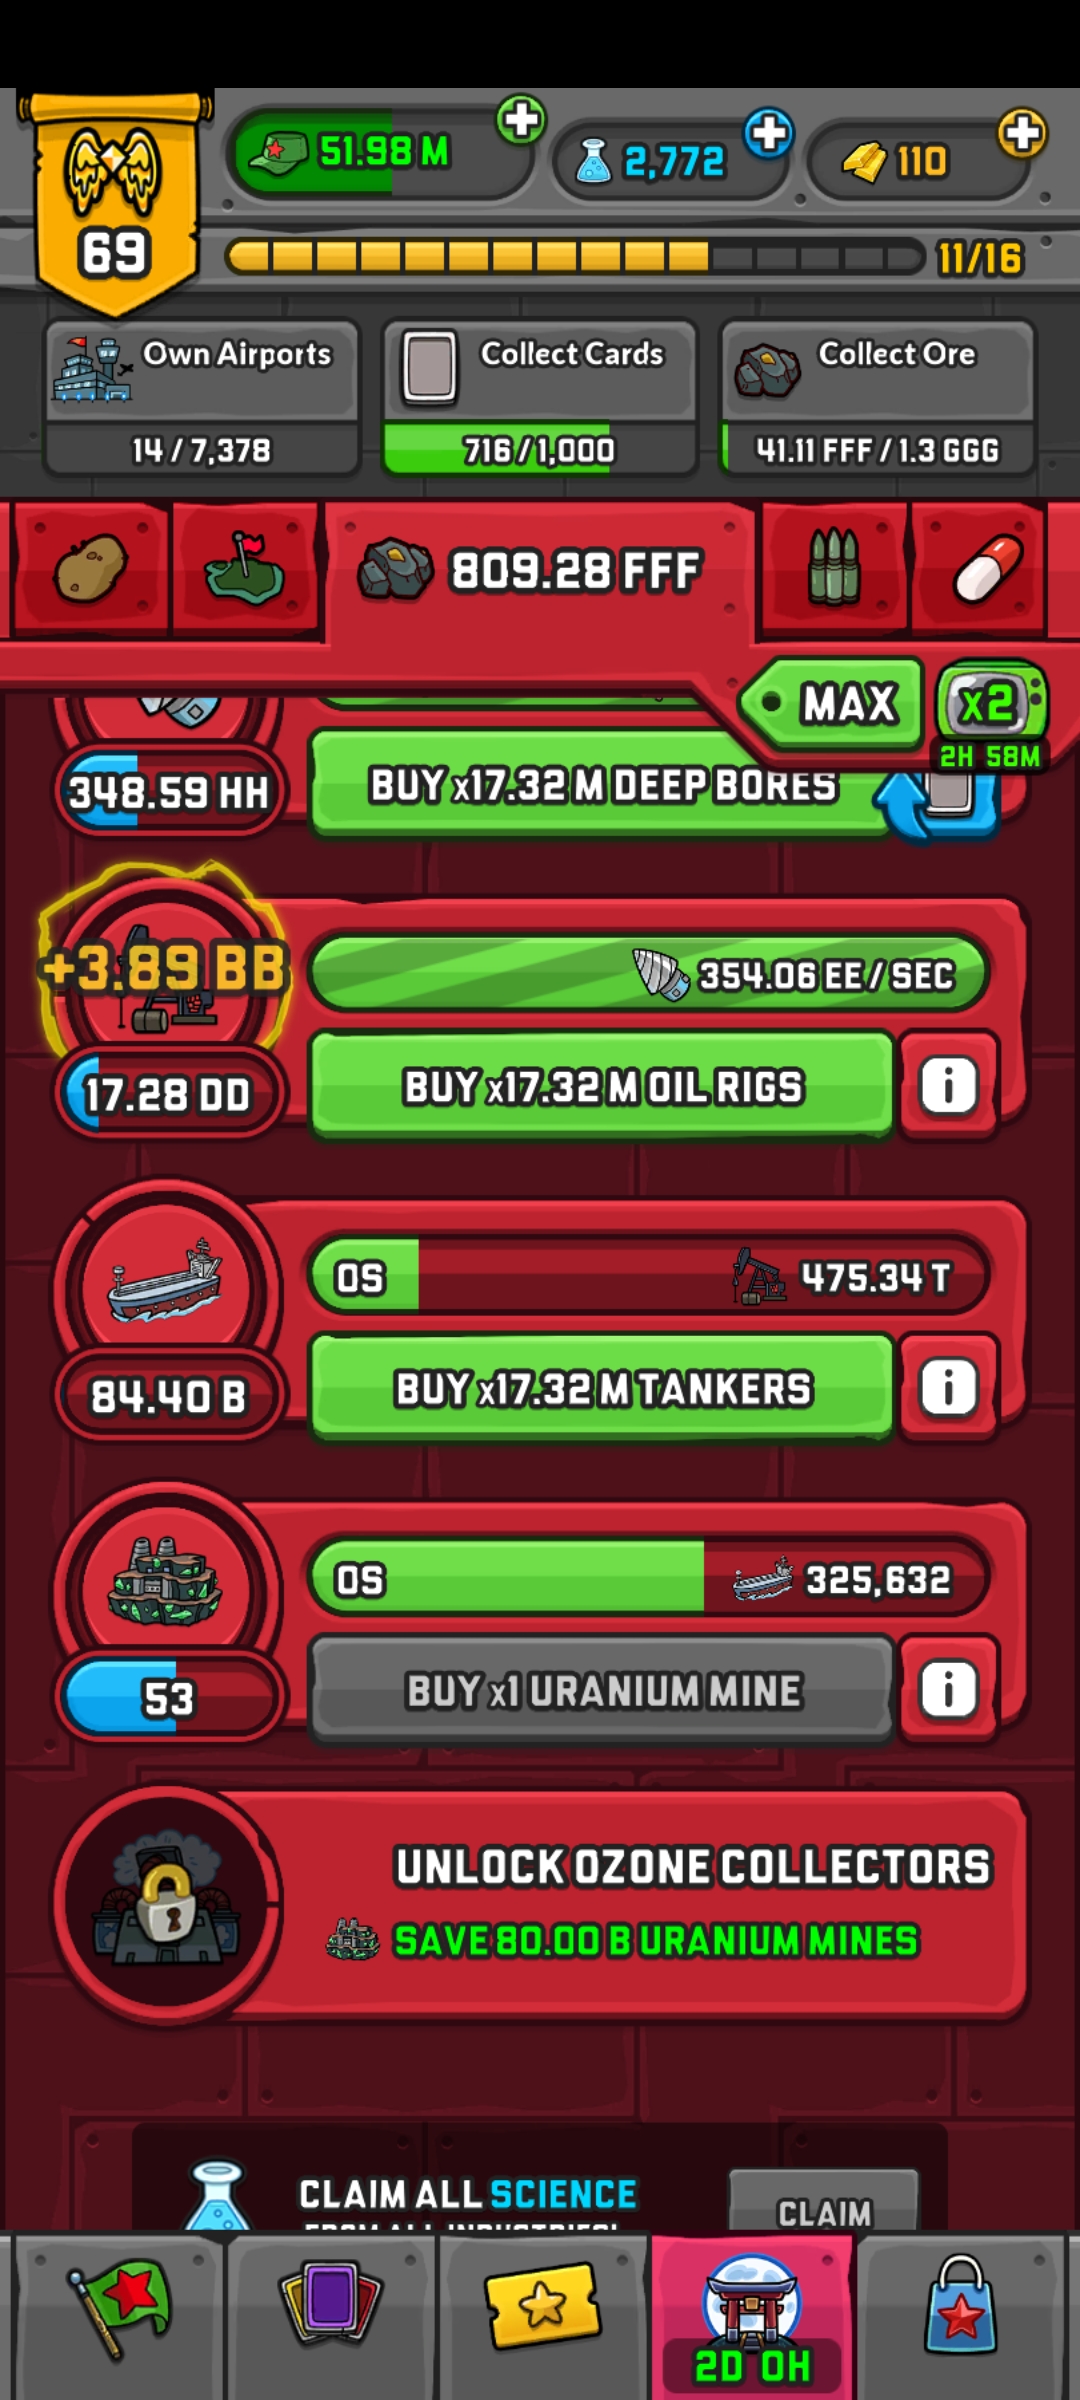 51.98 M
2,772
110
69
11/16
Own Airports
Collect Cards
Collect Ore
14 / 7,378
716 / 1,000
41.11 FFF / 1.3 GGG
809.28 FFF
MAX
x2
2H 58M
348.59 HH
BUY x17.32 M DEEP BORES
+3.89 BB
354.06 EE / SEC
17.28 DD
BUY x17.32 M OIL RIGS
i
0S
475.34 T
84.40 B
BUY x17.32 M TANKERS
i
0S
325,632
53
BUY x1 URANIUM MINE
i
UNLOCK OZONE COLLECTORS
SAVE 80.00 B URANIUM MINES
CLAIM ALL SCIENCE
FROM ALL INDUSTRIES!
CLAIM
2D 0H